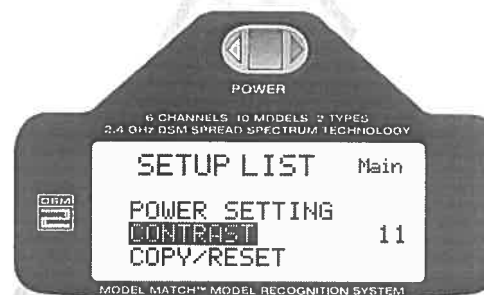 POWER
6 CHANNELS 10 MODELS 2 TYPES
2.4 GHz DSM SPREAD SPECTRUM TECHNOLOGY
SETUP LIST Main
DSM
POWER SETTING
CONTRAST 11
COPY/RESET
MODEL MATCH™ MODEL RECOGNITION SYSTEM